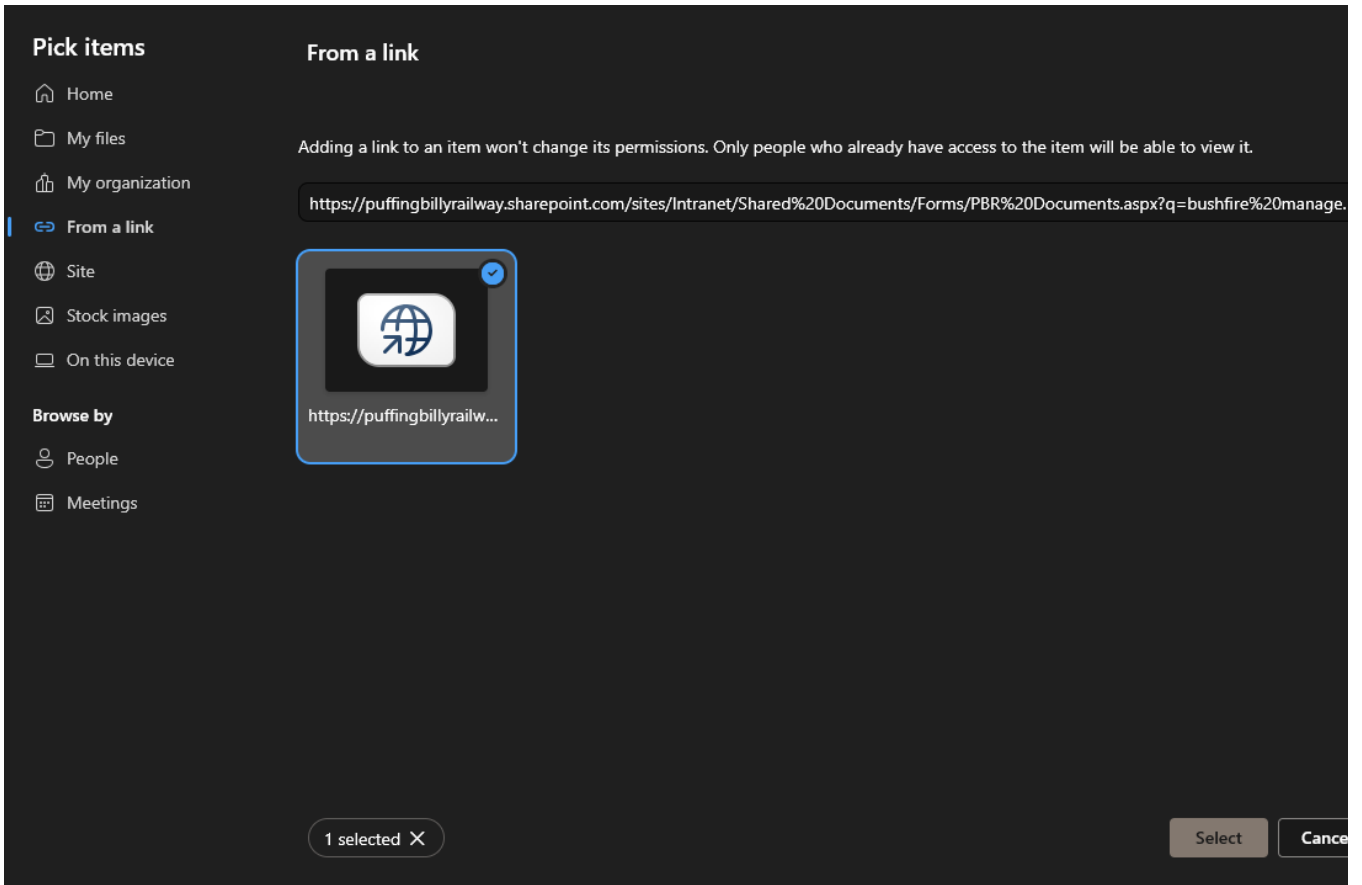 Pick items
Home
My files
My organization
From a link
Site
Stock images
On this device
Browse by
People
Meetings
From a link
Adding a link to an item won't change its permissions. Only people who already have access to the item will be able to view it.
https://puffingbillyrailway.sharepoint.com/sites/Intranet/Shared%20Documents/Forms/PBR%20Documents.aspx?q=bushfire%20manage.
https://puffingbillyrailw...
1 selected
Select
Cance